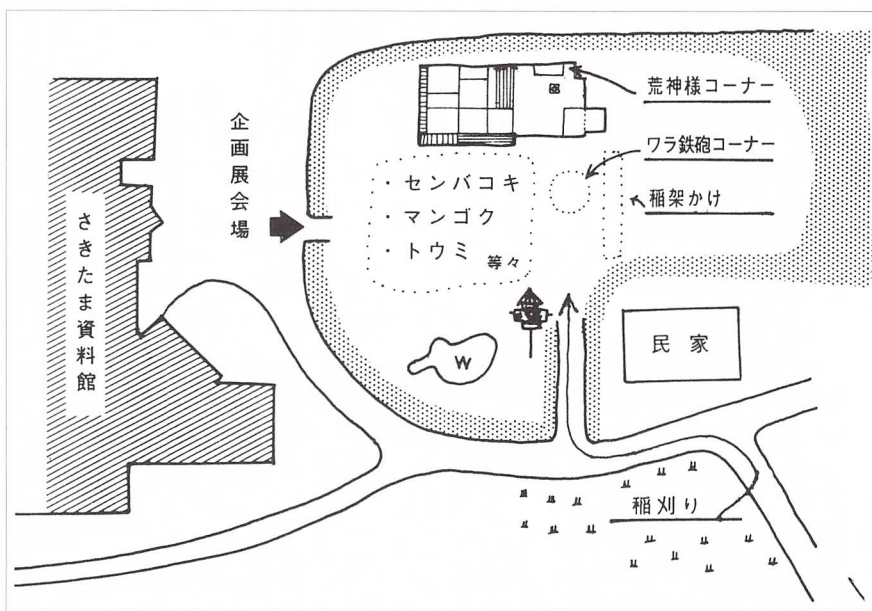 荒神様コーナー
ワラ鉄砲コーナー
稲架かけ
企画展会場
さきたま資料館
・センバコキ
・マンゴク
・トウミ 等々
民家
W
稲刈り